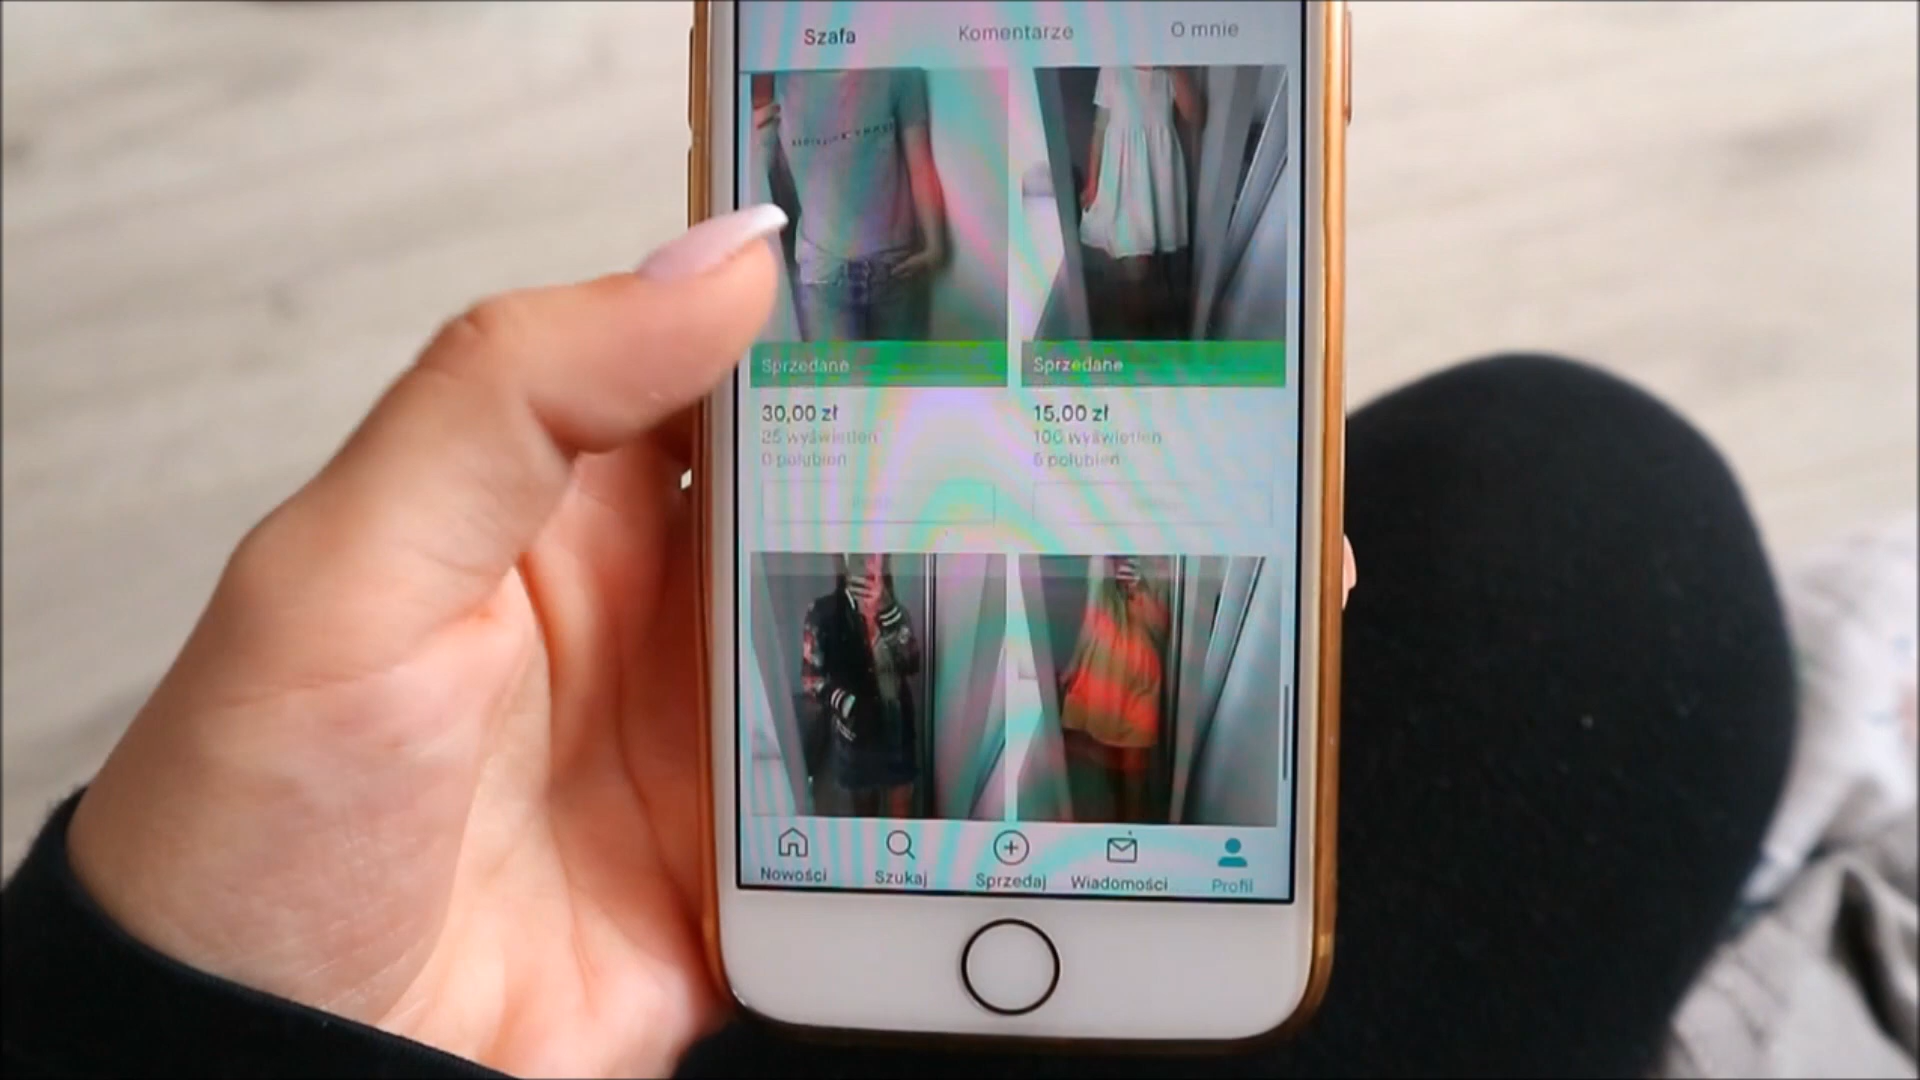 Szafa
Komentarze
O mnie
Sprzedane
Sprzedane
30,00 zł
15,00 zł
25 wyświetleń
106 wyświetleń
0 polubień
6 polubień
Nowości
Szukaj
Sprzedaj
Wiadomości
Profil